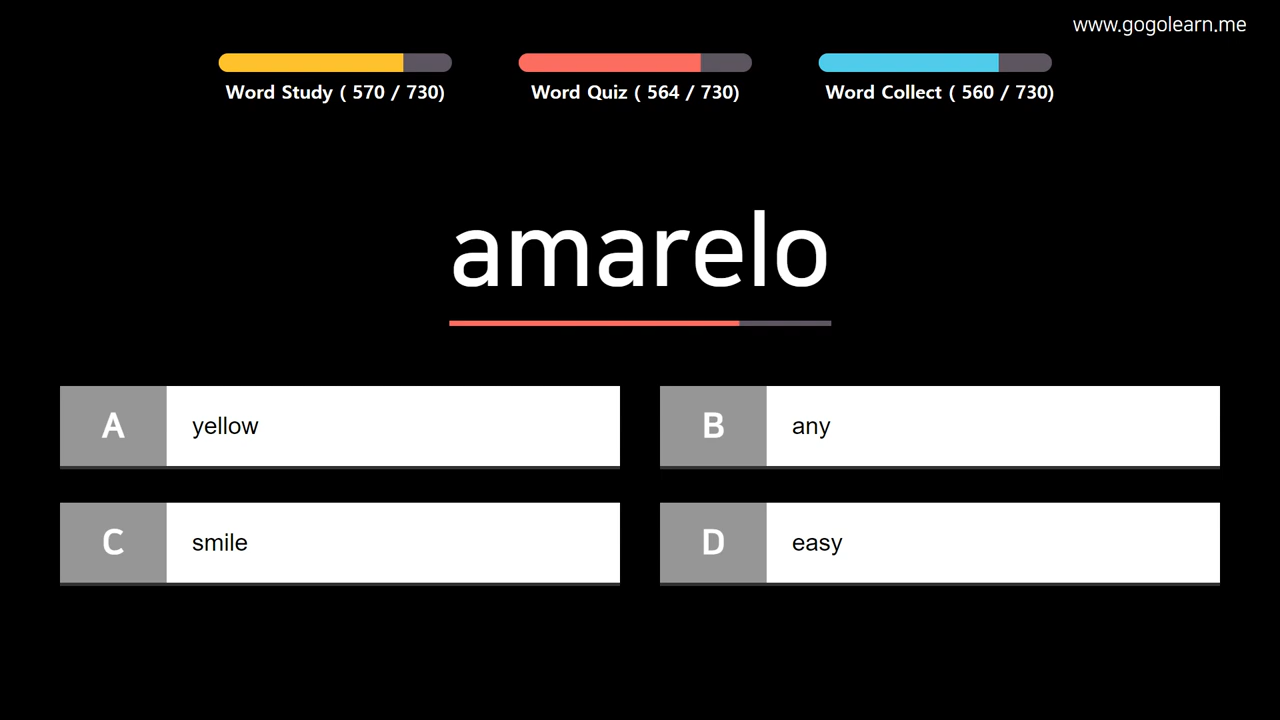 www.gogolearn.me
Word Study ( 570 / 730)
Word Quiz ( 564 / 730)
Word Collect ( 560 / 730)
amarelo
A yellow
B any
C smile
D easy